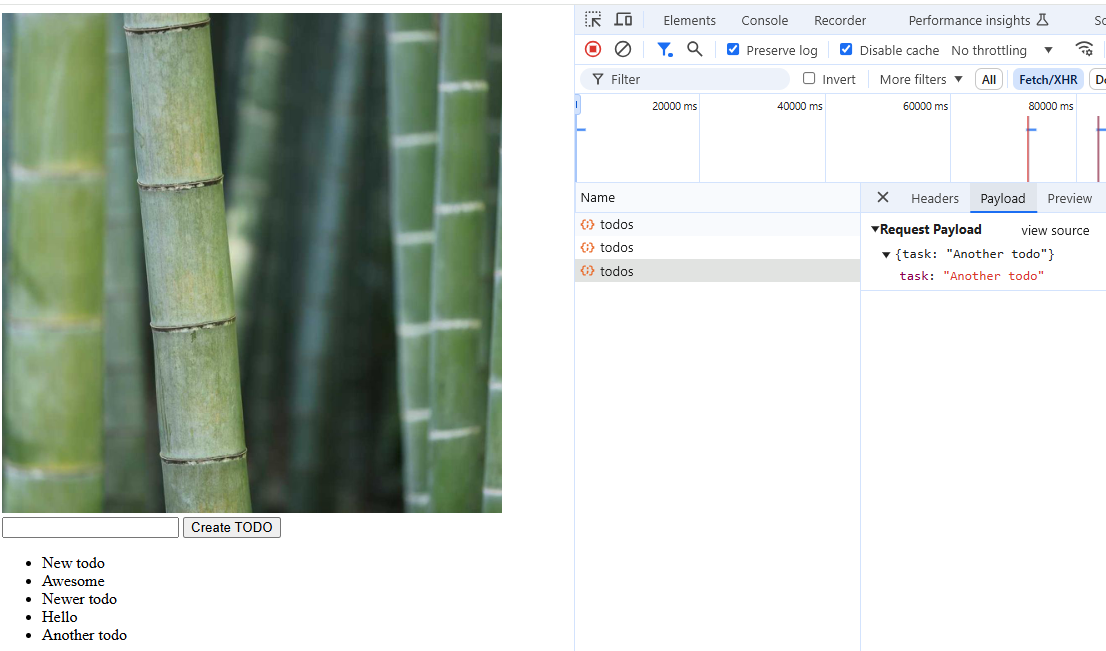 Elements Console Recorder Performance insights
Preserve log Disable cache No throttling
Filter Invert More filters All Fetch/XHR
20000 ms 40000 ms 60000 ms 80000 ms
Name
todos
todos
todos
Headers Payload Preview
Request Payload view source
{task: "Another todo"}
task: "Another todo"
Create TODO
New todo
Awesome
Newer todo
Hello
Another todo